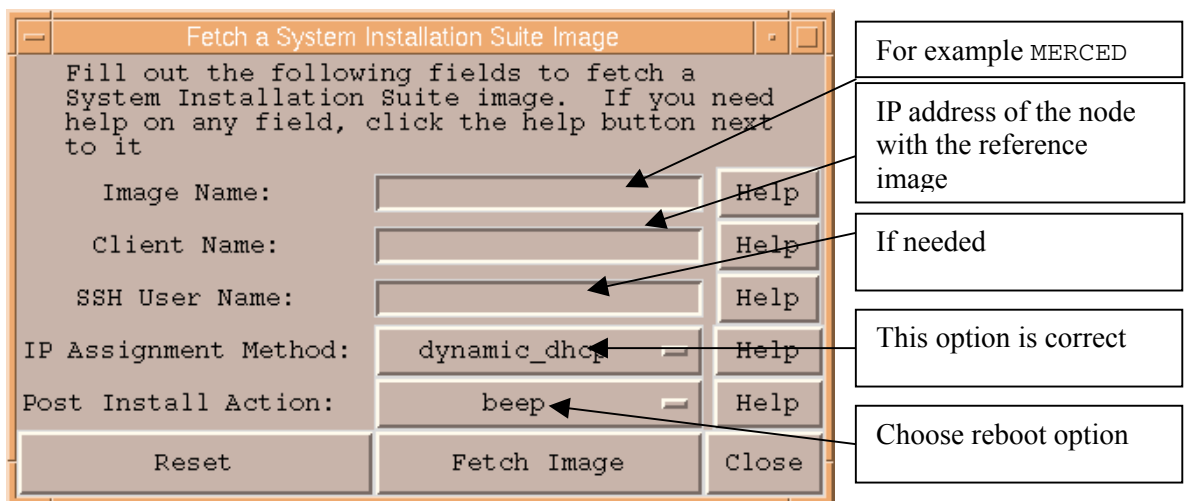 Fetch a System Installation Suite Image
Fill out the following fields to fetch a
System Installation Suite image. If you need
help on any field, click the help button next
to it
Image Name:
Help
Client Name:
Help
SSH User Name:
Help
IP Assignment Method:
dynamic_dhcp
Help
Post Install Action:
beep
Help
Reset
Fetch Image
Close
For example MERCED
IP address of the node
with the reference
image
If needed
This option is correct
Choose reboot option